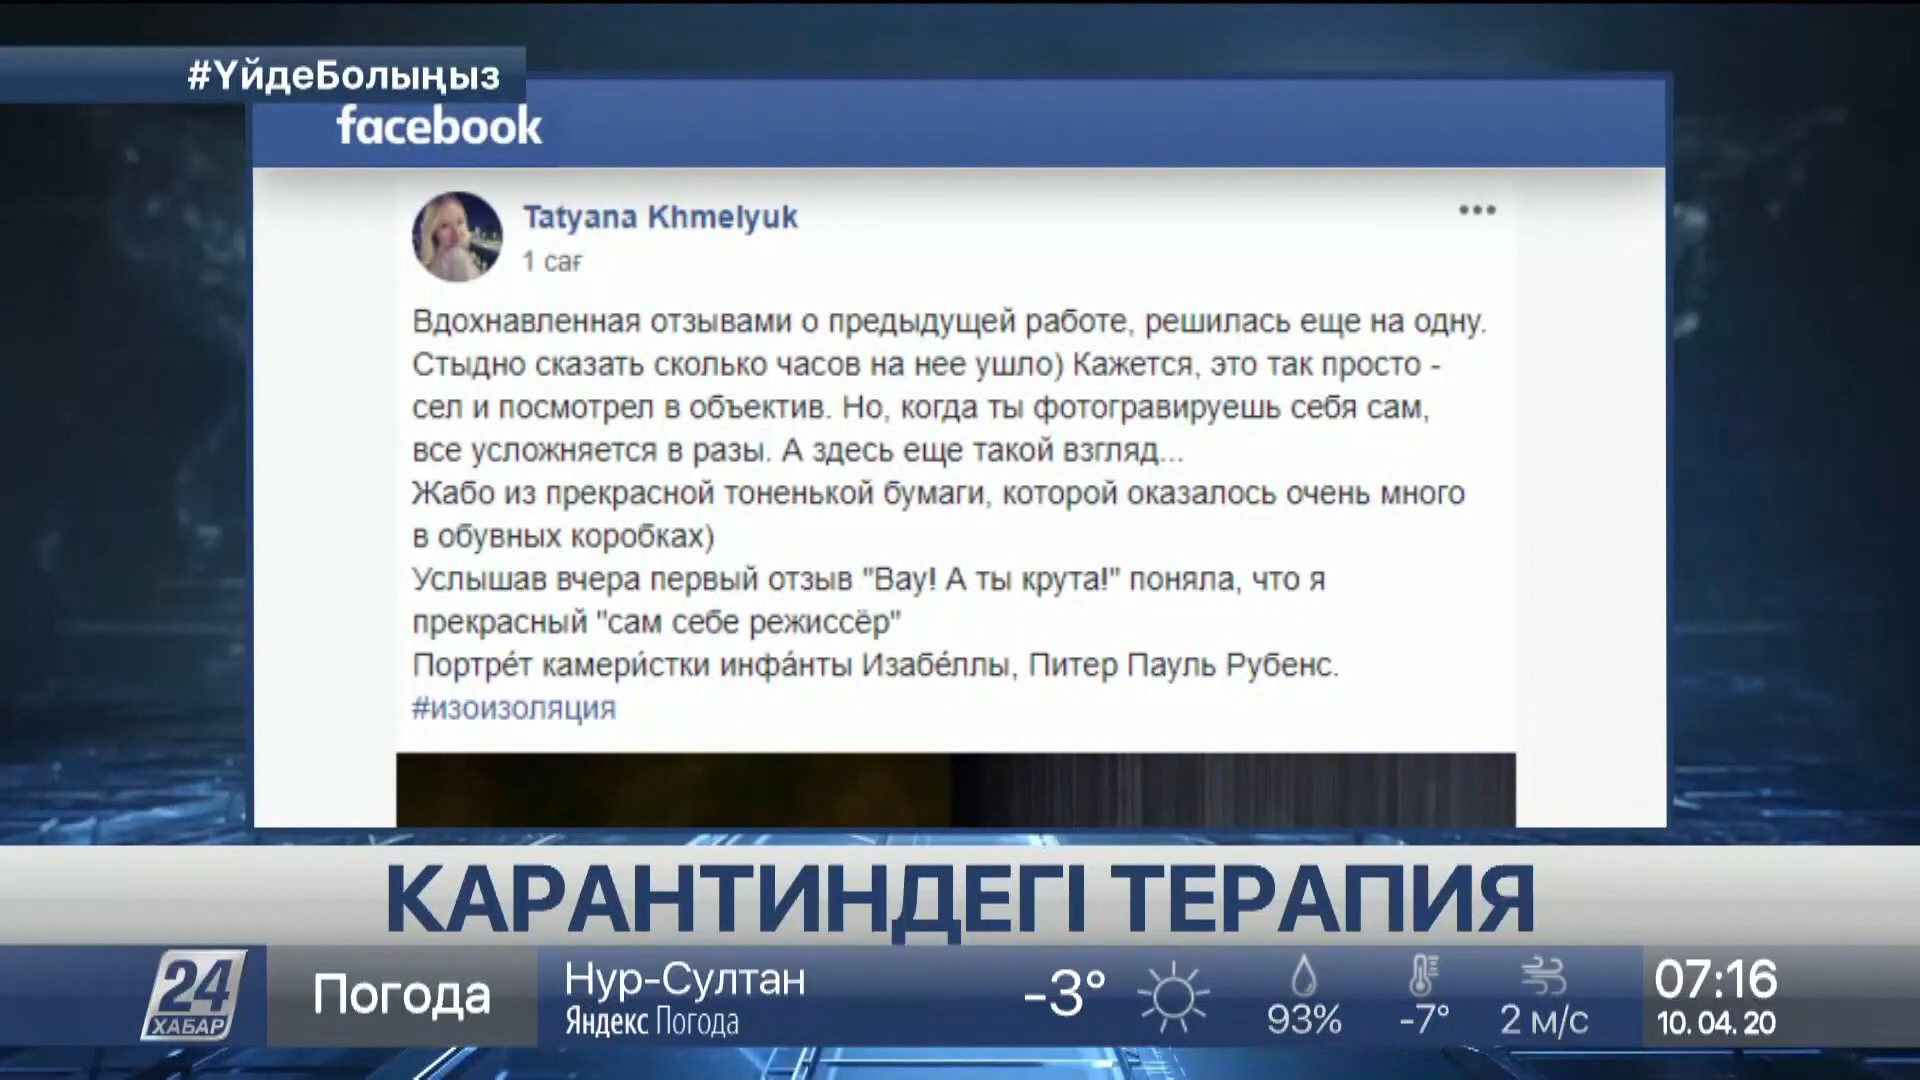 #ҮйдеБолыңыз
facebook
Tatyana Khmelyuk
1 сағ
Вдохнавленная отзывами о предыдущей работе, решилась еще на одну.
Стыдно сказать сколько часов на нее ушло) Кажется, это так просто -
сел и посмотрел в объектив. Но, когда ты фотогравируешь себя сам,
все усложняется в разы. А здесь еще такой взгляд...
Жабо из прекрасной тоненькой бумаги, которой оказалось очень много
в обувных коробках)
Услышав вчера первый отзыв "Вау! А ты крута!" поняла, что я
прекрасный "сам себе режиссёр"
Портре́т камери́стки инфа́нты Изабе́ллы, Питер Пауль Рубенс.
#изоизоляция
КАРАНТИНДЕГІ ТЕРАПИЯ
24
ХАБАР
Погода
Нур-Султан
Яндекс Погода
-3°
93%
-7°
2 м/с
07:16
10. 04. 20